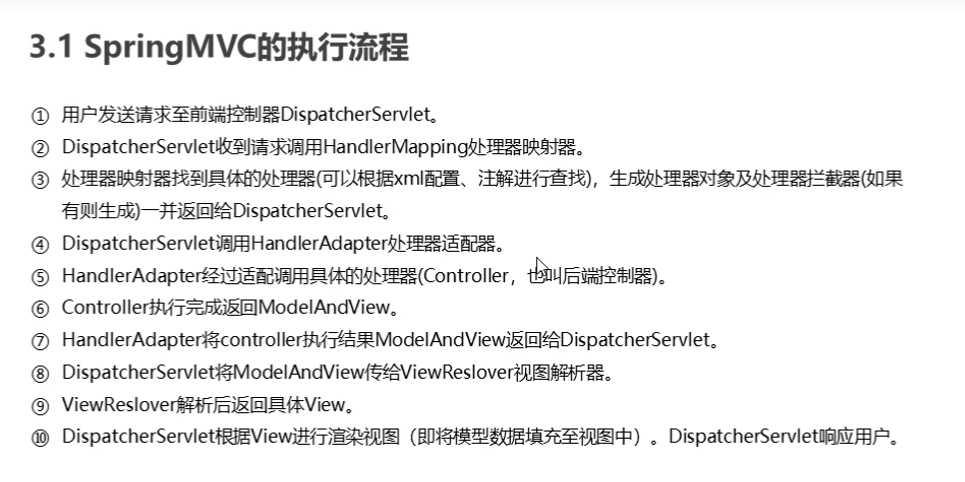 3.1 SpringMVC的执行流程
① 用户发送请求至前端控制器DispatcherServlet。
② DispatcherServlet收到请求调用HandlerMapping处理器映射器。
③ 处理器映射器找到具体的处理器(可以根据xml配置、注解进行查找)，生成处理器对象及处理器拦截器(如果
有则生成)一并返回给DispatcherServlet。
④ DispatcherServlet调用HandlerAdapter处理器适配器。
⑤ HandlerAdapter经过适配调用具体的处理器(Controller，也叫后端控制器)。
⑥ Controller执行完成返回ModelAndView。
⑦ HandlerAdapter将controller执行结果ModelAndView返回给DispatcherServlet。
⑧ DispatcherServlet将ModelAndView传给ViewReslover视图解析器。
⑨ ViewReslover解析后返回具体View。
⑩ DispatcherServlet根据View进行渲染视图（即将模型数据填充至视图中）。DispatcherServlet响应用户。